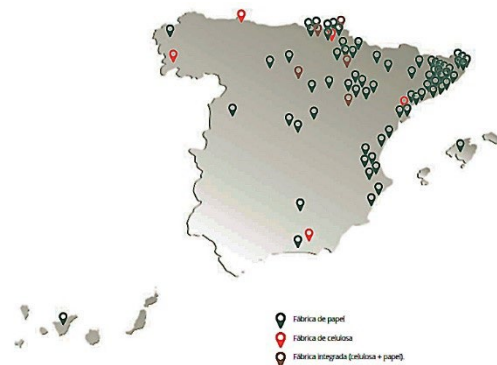 Fábrica de papel
Fábrica de celulosa
Fábrica integrada (celulosa + papel).